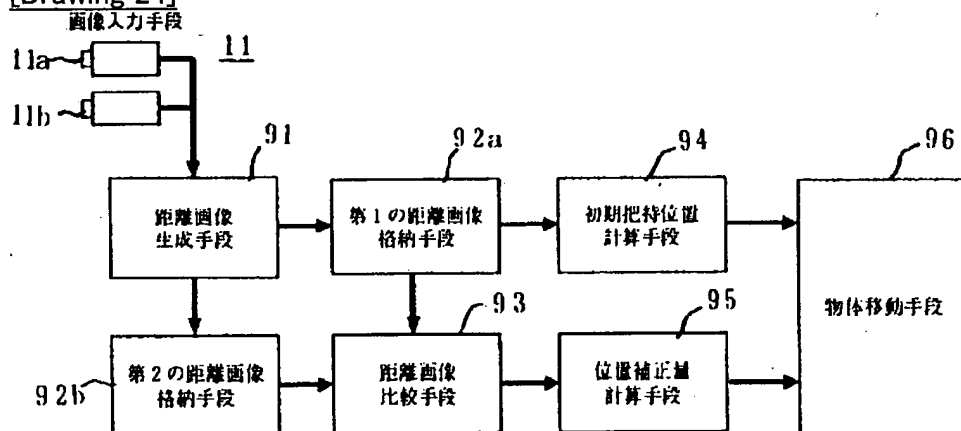 [Drawing 24]
画像入力手段
11a
11
11b
91
92a
94
96
距離画像
生成手段
第1の距離画像
格納手段
初期把持位置
計算手段
物体移動手段
93
95
92b
第2の距離画像
格納手段
距離画像
比較手段
位置補正量
計算手段